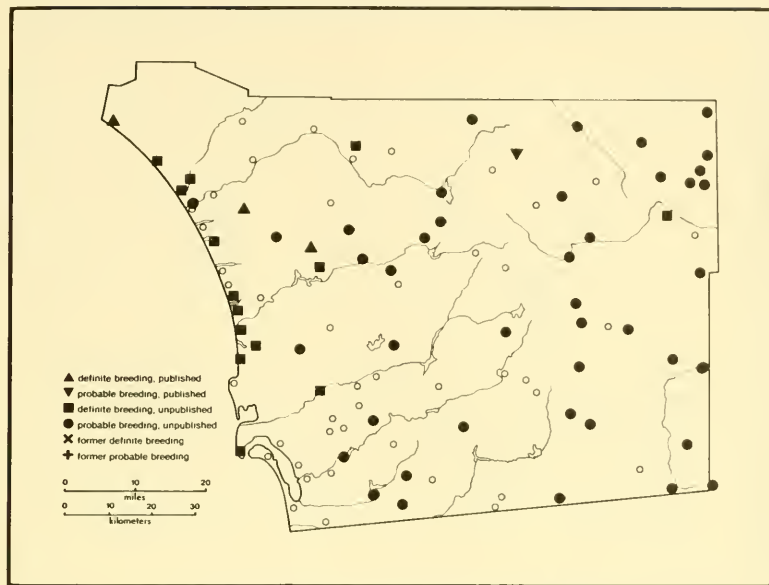 definite breeding, published
probable breeding, published
definite breeding, unpublished
probable breeding, unpublished
former definite breeding
former probable breeding
0 10 20
miles
0 10 20 30
kilometers